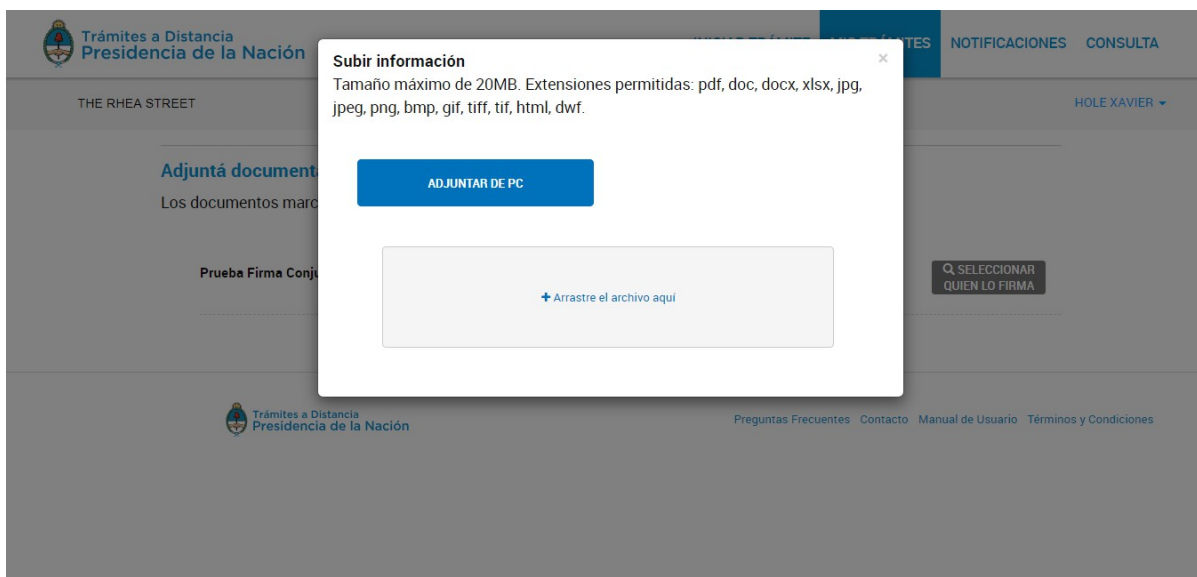 Trámites a Distancia
Presidencia de la Nación
NOTIFICACIONES
CONSULTA
THE RHEA STREET
HOLE XAVIER
Subir información
×
Tamaño máximo de 20MB. Extensiones permitidas: pdf, doc, docx, xlsx, jpg,
jpeg, png, bmp, gif, tiff, tif, html, dwf.
Adjuntá
ADJUNTAR DE PC
Los documentos
Prueba Firma
SELECCIONAR
QUIEN LO FIRMA
+ Arrastre el archivo aquí
Trámites a Distancia
Presidencia de la Nación
Preguntas Frecuentes Contacto Manual de Usuario Términos y Condiciones